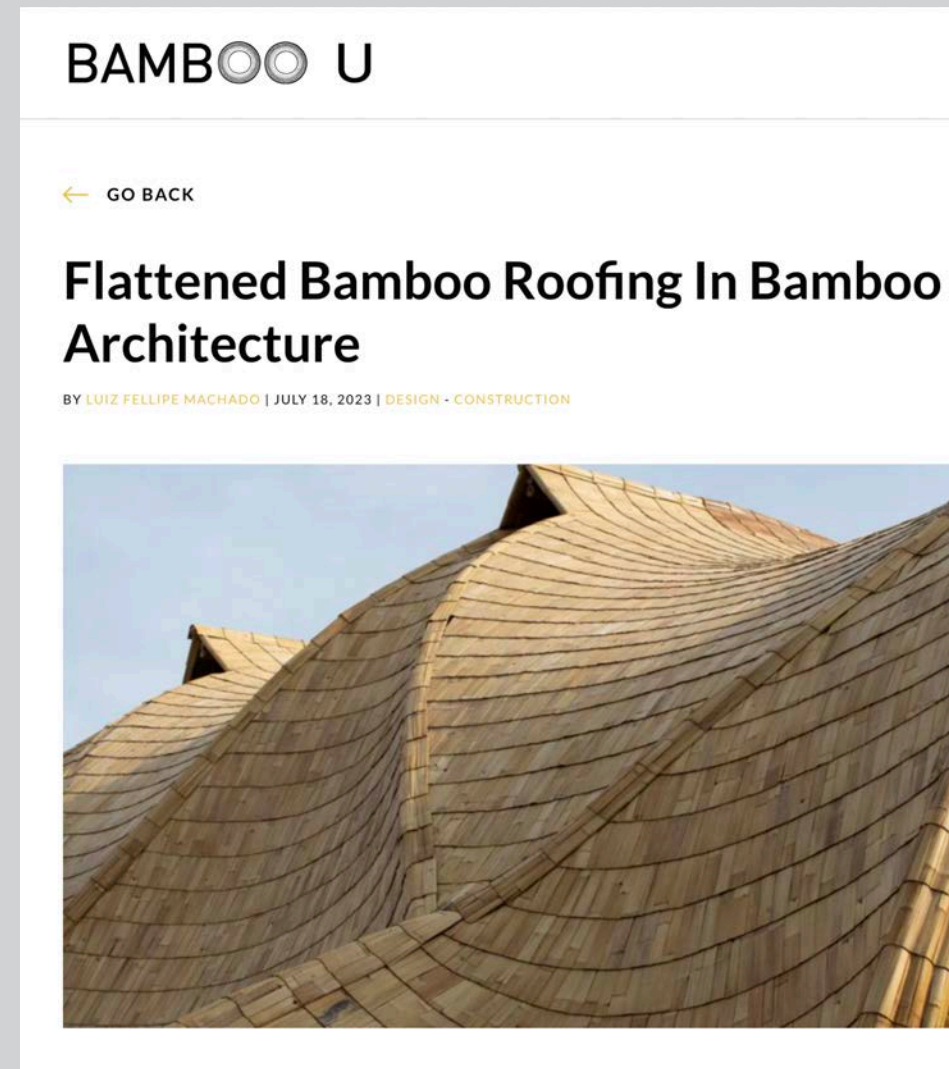 BAMBOO U
← GO BACK
Flattened Bamboo Roofing In Bamboo
Architecture
BY LUIZ FELLIPE MACHADO | JULY 18, 2023 | DESIGN - CONSTRUCTION